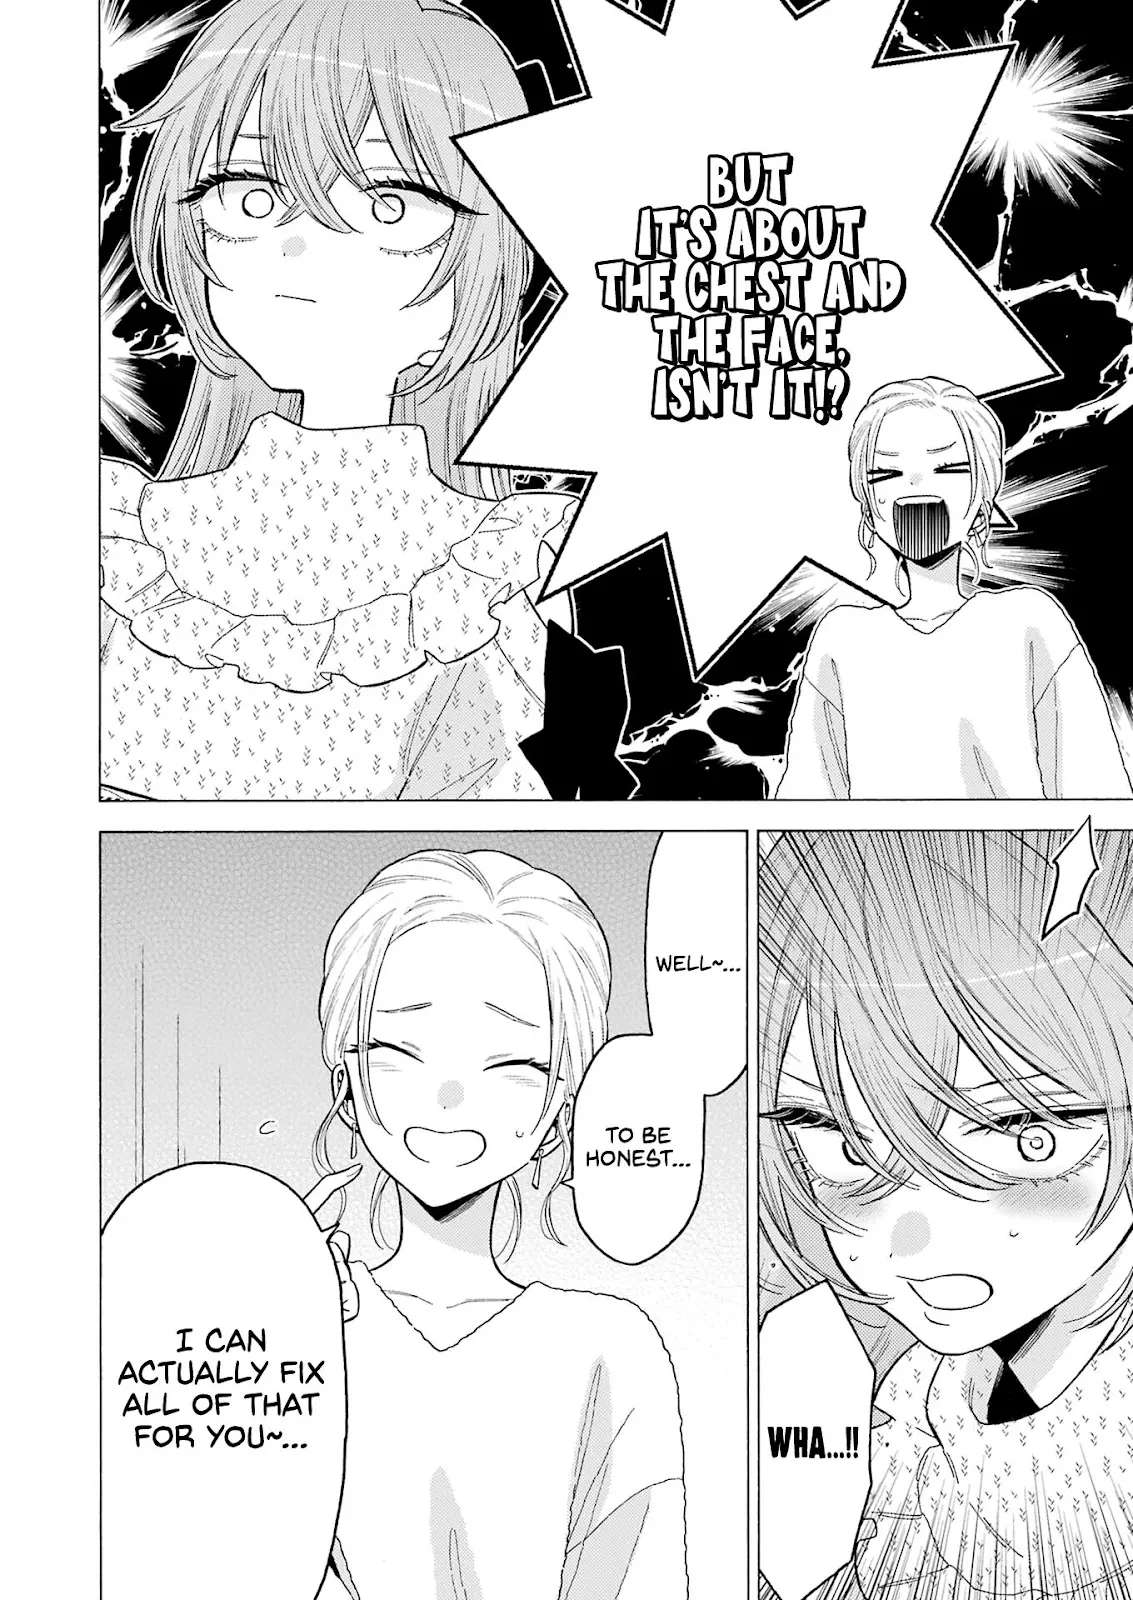 BUT
IT'S ABOUT
THE CHEST AND
THE FACE,
ISN'T IT!?
WHA...!!
WELL~...
TO BE
HONEST...
I CAN
ACTUALLY FIX
ALL OF THAT
FOR YOU~...